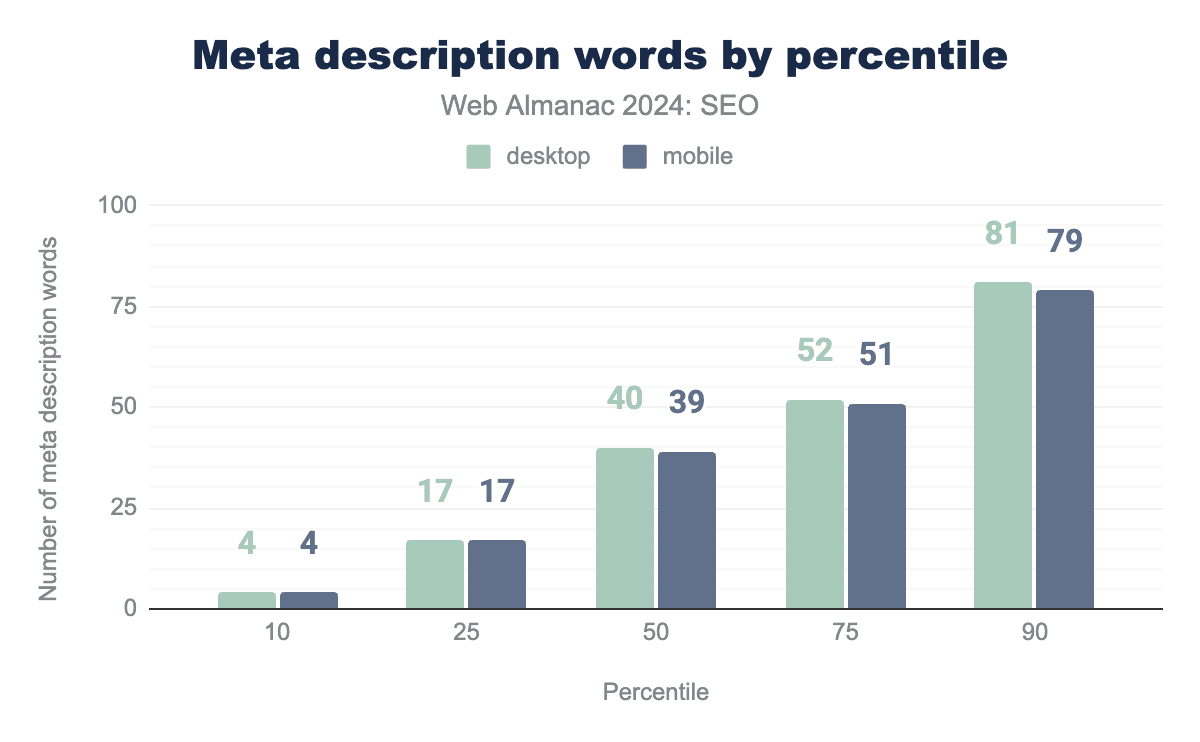 Meta description words by percentile
Web Almanac 2024: SEO
desktop mobile
Number of meta description words
100
75
50
25
0
4 4
17 17
40 39
52 51
81 79
10 25 50 75 90
Percentile